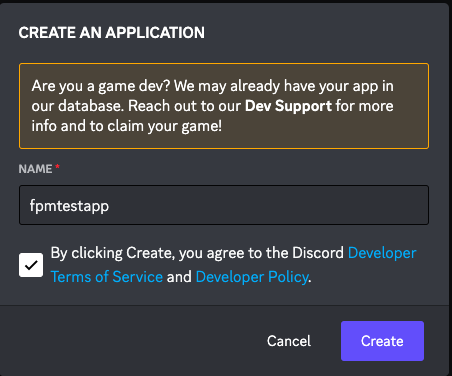 CREATE AN APPLICATION
Are you a game dev? We may already have your app in
our database. Reach out to our Dev Support for more
info and to claim your game!
NAME *
fpmtestapp
By clicking Create, you agree to the Discord Developer
Terms of Service and Developer Policy.
Cancel Create